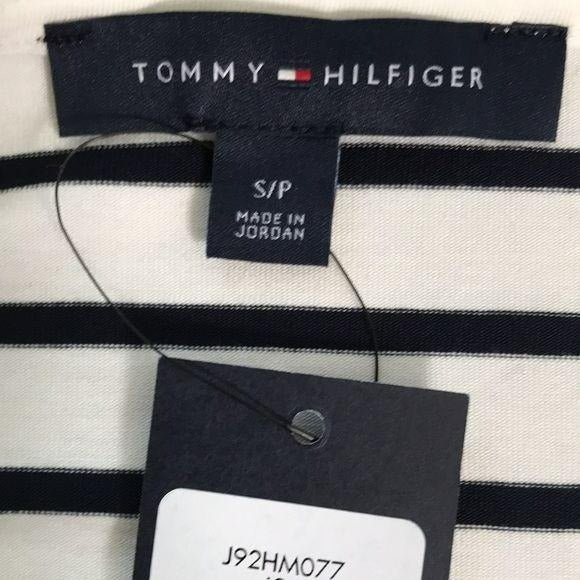 TOMMY HILFIGER
S/P
MADE IN
JORDAN
J92HM077